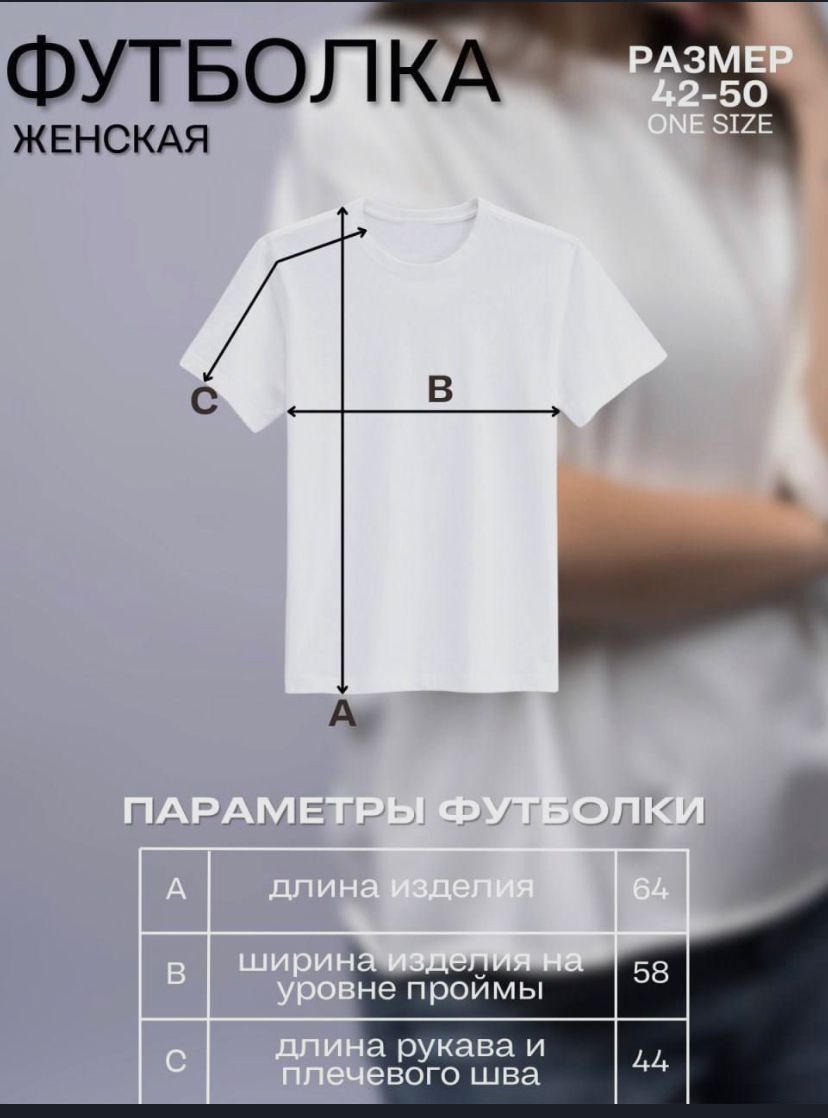 ФУТБОЛКА
ЖЕНСКАЯ
РАЗМЕР
42-50
ONE SIZE
B
C
A
ПАРАМЕТРЫ ФУТБОЛКИ
A длина изделия 64
B ширина изделия на
уровне проймы 58
C длина рукава и
плечевого шва 44